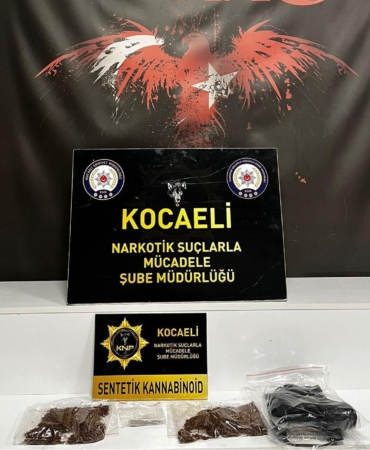 KOCAELİ
NARKOTİK SUÇLARLA
MÜCADELE
ŞUBE MÜDÜRLÜĞÜ
KNP
KOCAELİ
NARKOTİK SUÇLARLA
MÜCADELE
ŞUBE MÜDÜRLÜĞÜ
SENTETİK KANNABİNOİD